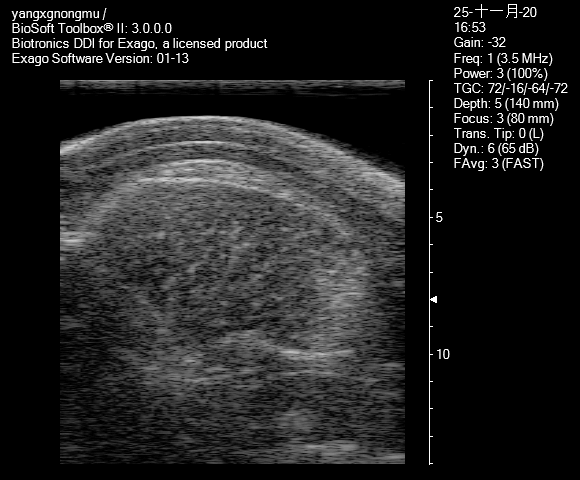 yangxgnongmu /
BioSoft Toolbox® II: 3.0.0.0
Biotronics DDI for Exago, a licensed product
Exago Software Version: 01-13
25-十一月-20
16:53
Gain: -32
Freq: 1 (3.5 MHz)
Power: 3 (100%)
TGC: 72/-16/-64/-72
Depth: 5 (140 mm)
Focus: 3 (80 mm)
Trans. Tip: 0 (L)
Dyn.: 6 (65 dB)
FAvg: 3 (FAST)
5
10